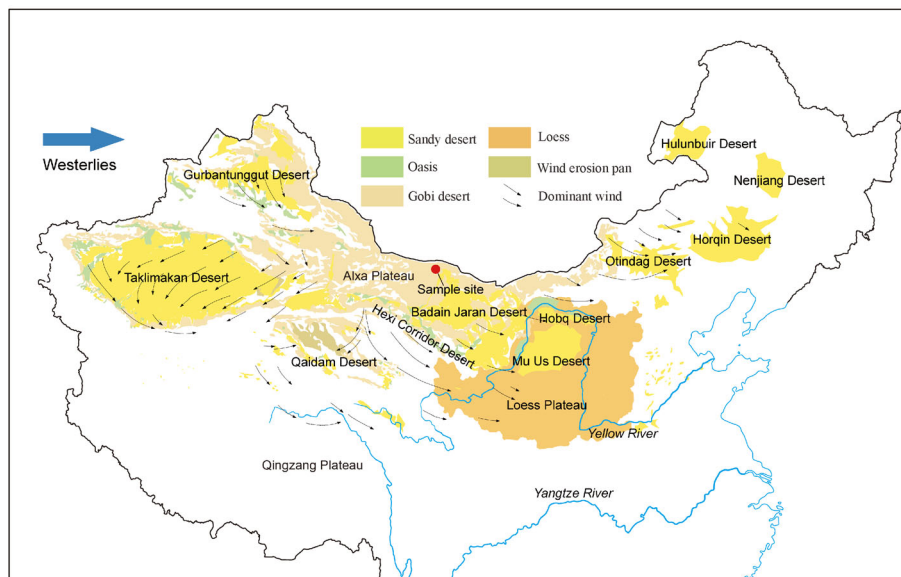 Westerlies
Sandy desert
Loess
Oasis
Wind erosion pan
Gobi desert
Dominant wind
Hulunbuir Desert
Nenjiang Desert
Gurbantunggut Desert
Horqin Desert
Otindag Desert
Taklimakan Desert
Alxa Plateau
Sample site
Badain Jaran Desert
Hobq Desert
Hexi Corridor Desert
Qaidam Desert
Mu Us Desert
Loess Plateau
Yellow River
Qingzang Plateau
Yangtze River